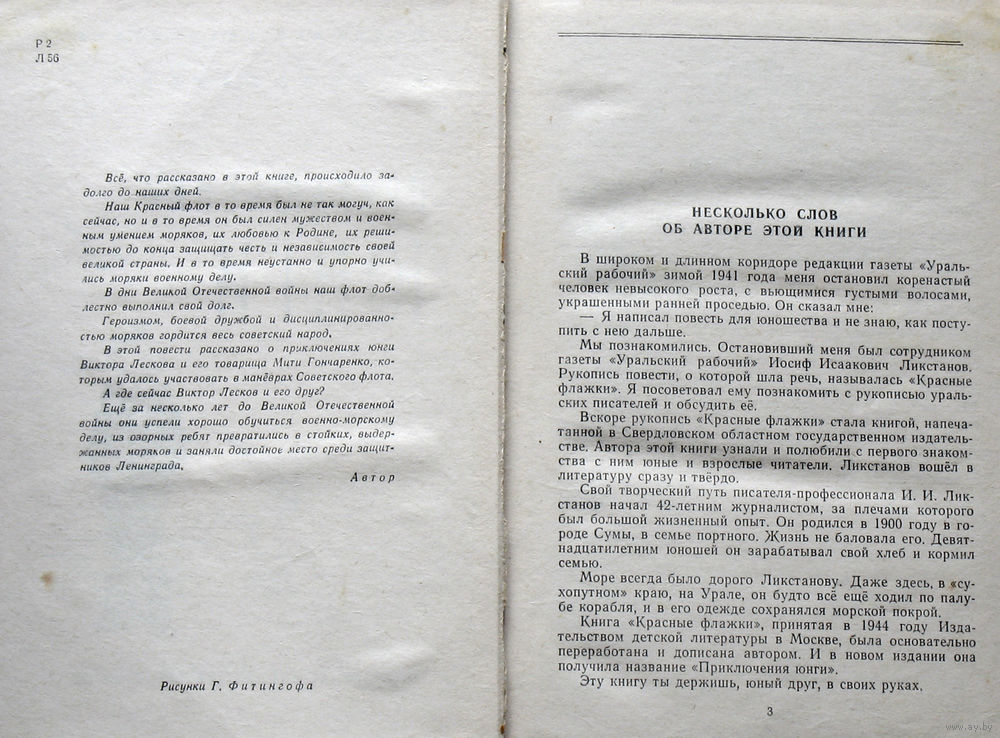 Р 2
Л 56
Всё, что рассказано в этой книге, происходило за-
долго до наших дней.
Наш Красный флот в то время был не так могуч, как
сейчас, но и в то время он был силен мужеством и воен-
ным умением моряков, их любовью к Родине, их реши-
мостью до конца защищать честь и независимость своей
великой страны. И в то время неустанно и упорно учи-
лись моряки военному делу.
В дни Великой Отечественной войны наш флот доб-
лестно выполнил свой долг.
Героизмом, боевой дружбой и дисциплинированно-
стью моряков гордится весь советский народ.
В этой повести рассказано о приключениях юнги
Виктора Лескова и его товарища Мити Гончаренко, ко-
торым удалось участвовать в манёврах Советского флота.
А где сейчас Виктор Лесков и его друг?
Ещё за несколько лет до Великой Отечественной
войны они успели хорошо обучиться военно-морскому
делу, из озорных ребят превратились в стойких, выдер-
жанных моряков и заняли достойное место среди защит-
ников Ленинграда.
Автор
Рисунки Г. Фитингофа
НЕСКОЛЬКО СЛОВ
ОБ АВТОРЕ ЭТОЙ КНИГИ
В широком и длинном коридоре редакции газеты «Ураль-
ский рабочий» зимой 1941 года меня остановил коренастый
человек невысокого роста, с вьющимися густыми волосами,
украшенными ранней проседью. Он сказал мне:
— Я написал повесть для юношества и не знаю, как посту-
пить с нею дальше.
Мы познакомились. Остановивший меня был сотрудником
газеты «Уральский рабочий» Иосиф Исаакович Ликстанов.
Рукопись повести, о которой шла речь, называлась «Красные
флажки». Я посоветовал ему познакомить с рукописью ураль-
ских писателей и обсудить её.
Вскоре рукопись «Красные флажки» стала книгой, напеча-
танной в Свердловском областном государственном издатель-
стве. Автора этой книги узнали и полюбили с первого знаком-
ства с ним юные и взрослые читатели. Ликстанов вошёл в
литературу сразу и твёрдо.
Свой творческий путь писателя-профессионала И. И. Лик-
станов начал 42-летним журналистом, за плечами которого
был большой жизненный опыт. Он родился в 1900 году в го-
роде Сумы, в семье портного. Жизнь не баловала его. Девят-
надцатилетним юношей он зарабатывал свой хлеб и кормил
семью.
Море всегда было дорого Ликстанову. Даже здесь, в «су-
хопутном» краю, на Урале, он будто всё ещё ходил по палу-
бе корабля, и в его одежде сохранялся морской покрой.
Книга «Красные флажки», принятая в 1944 году Изда-
тельством детской литературы в Москве, была основательно
переработана и дописана автором. И в новом издании она
получила название «Приключения юнги».
Эту книгу ты держишь, юный друг, в своих руках.
3
www.ay.by